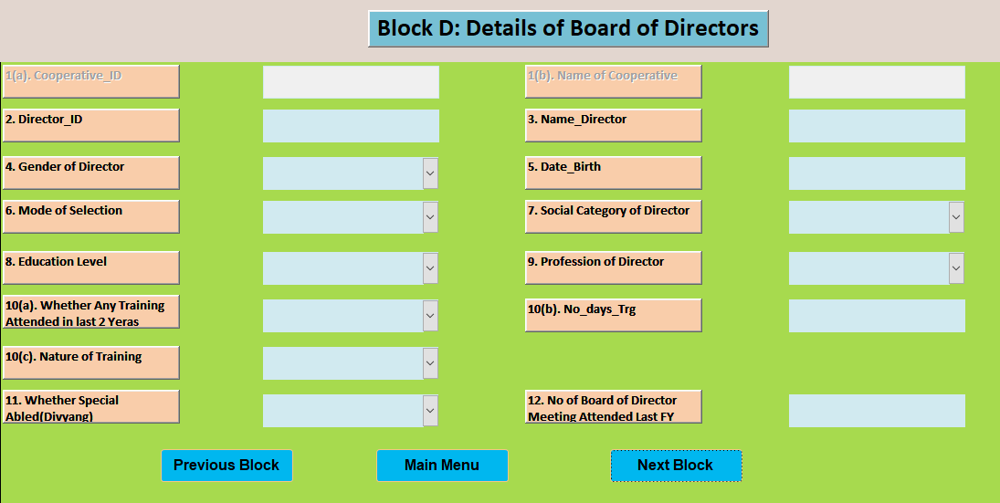 Block D: Details of Board of Directors
1(a). Cooperative_ID
1(b). Name of Cooperative
2. Director_ID
3. Name_Director
4. Gender of Director
5. Date_Birth
6. Mode of Selection
7. Social Category of Director
8. Education Level
9. Profession of Director
10(a). Whether Any Training
Attended in last 2 Yeras
10(b). No_days_Trg
10(c). Nature of Training
11. Whether Special
Abled(Divyang)
12. No of Board of Director
Meeting Attended Last FY
Previous Block
Main Menu
Next Block